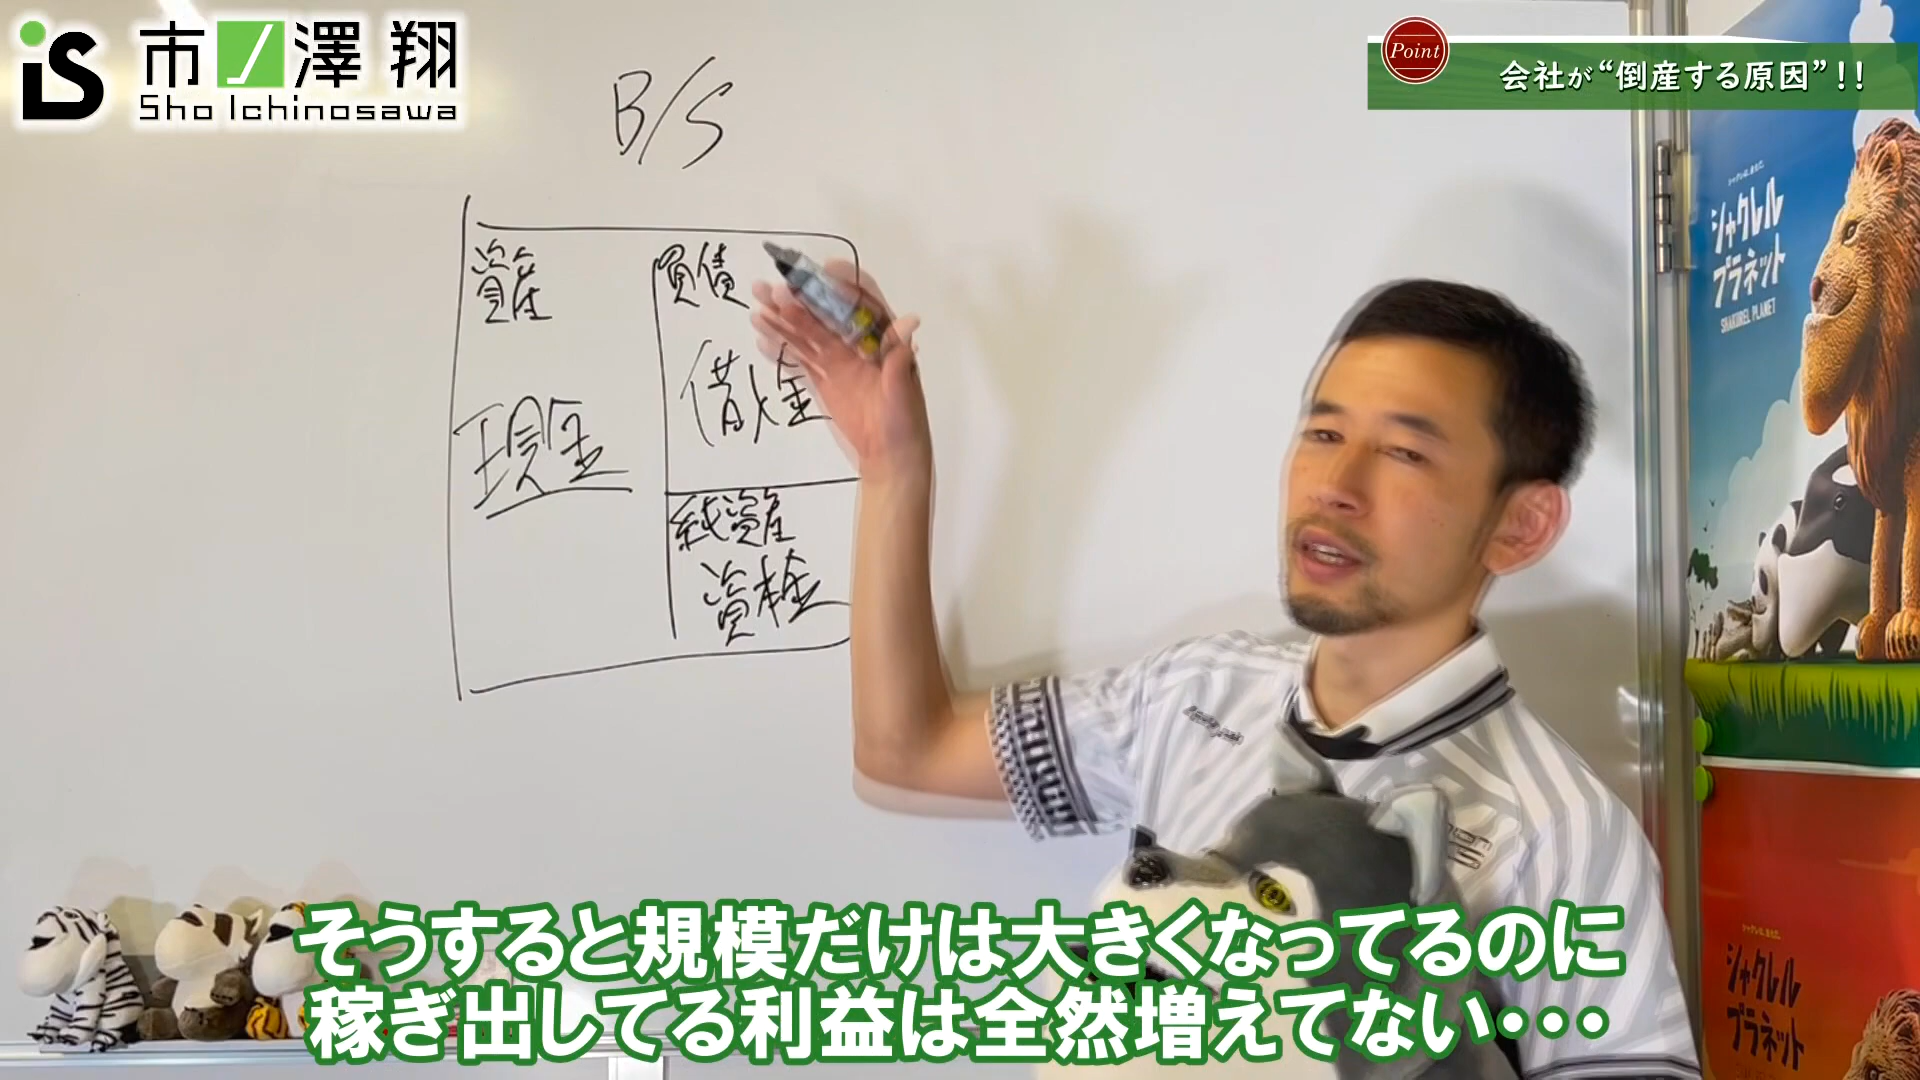 iS 市ノ澤 翔
Sho Ichinosawa
Point
会社が“倒産する原因”!!
B/S
資産
負債
現金
借入金
純資産
資本金
シャクレル
プラネット
SHAKUREL PLANET
シャクレル
プラネット
そうすると規模だけは大きくなってるのに
稼ぎ出してる利益は全然増えてない・・・